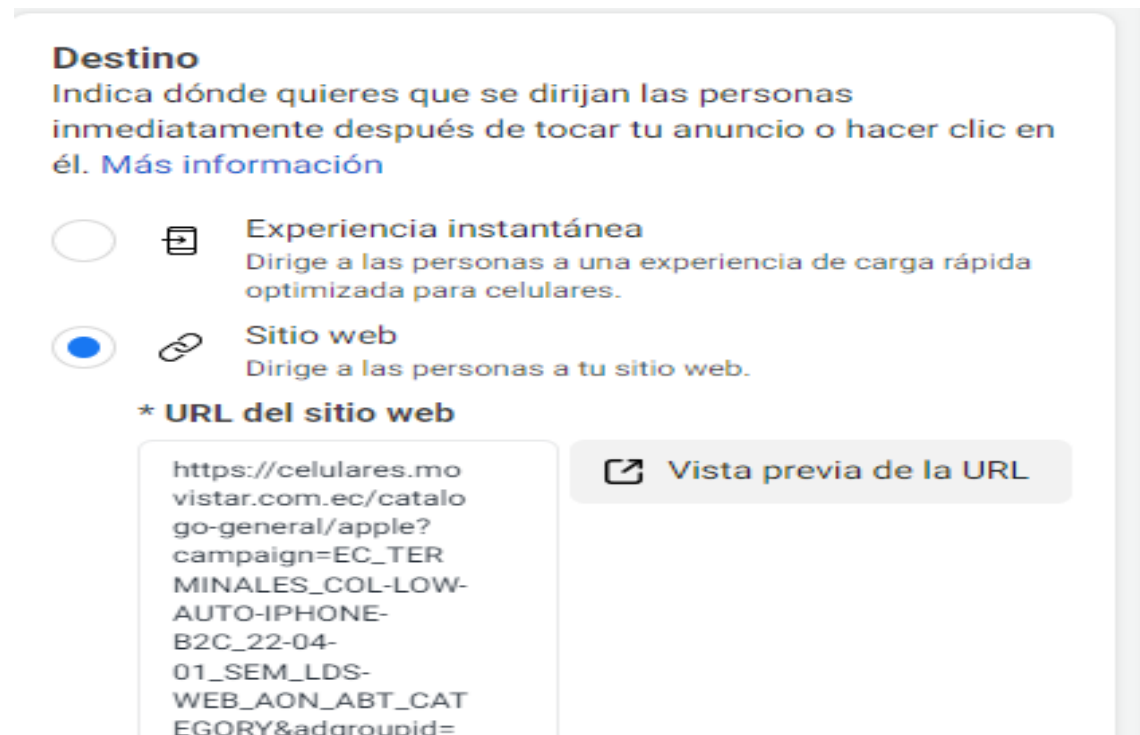 Destino
Indica dónde quieres que se dirijan las personas
inmediatamente después de tocar tu anuncio o hacer clic en
él. Más información
Experiencia instantánea
Dirige a las personas a una experiencia de carga rápida
optimizada para celulares.
Sitio web
Dirige a las personas a tu sitio web.
* URL del sitio web
https://celulares.mo
vistar.com.ec/catalo
go-general/apple?
campaign=EC_TER
MINALES_COL-LOW-
AUTO-IPHONE-
B2C_22-04-
01_SEM_LDS-
WEB_AON_ABT_CAT
EGORY&adgroupid=
Vista previa de la URL